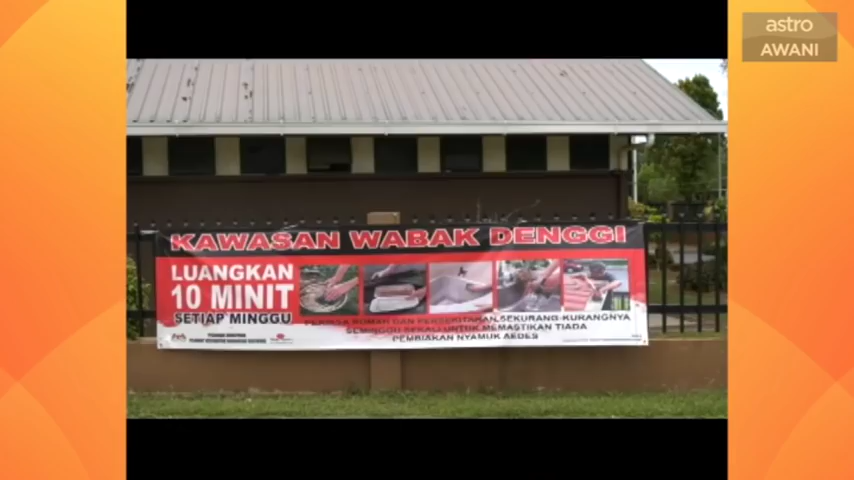 astro
AWANI
KAWASAN WABAK DENGGI
LUANGKAN
10 MINIT
SETIAP MINGGU
PERIKSA RUMAH DAN PERSEKITARAN SEKURANG-KURANGNYA
SEMINGGU SEKALI UNTUK MEMASTIKAN TIADA
PEMBIAKAN NYAMUK AEDES